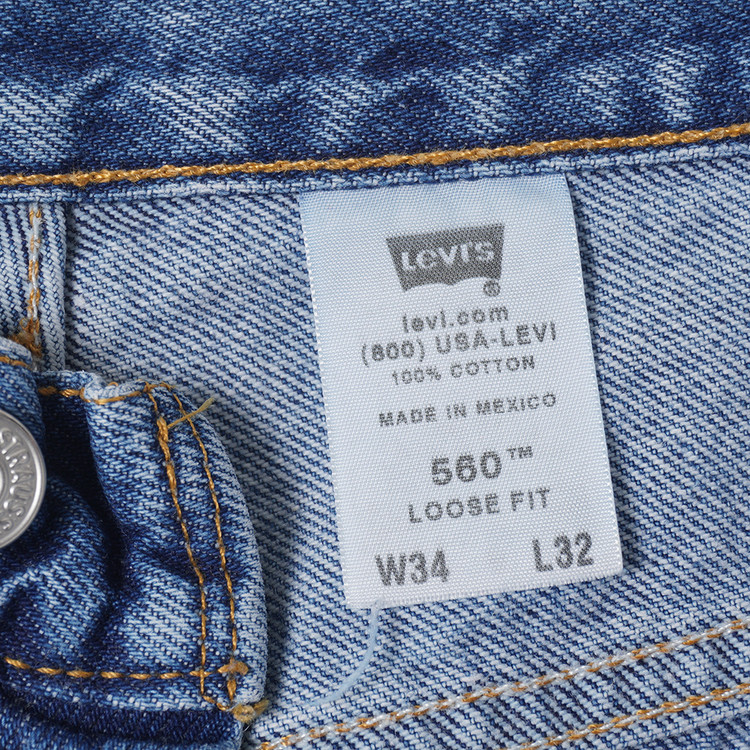 Levi's
®
levi.com
(800) USA-LEVI
100% COTTON
MADE IN MEXICO
560™
LOOSE FIT
W34 L32